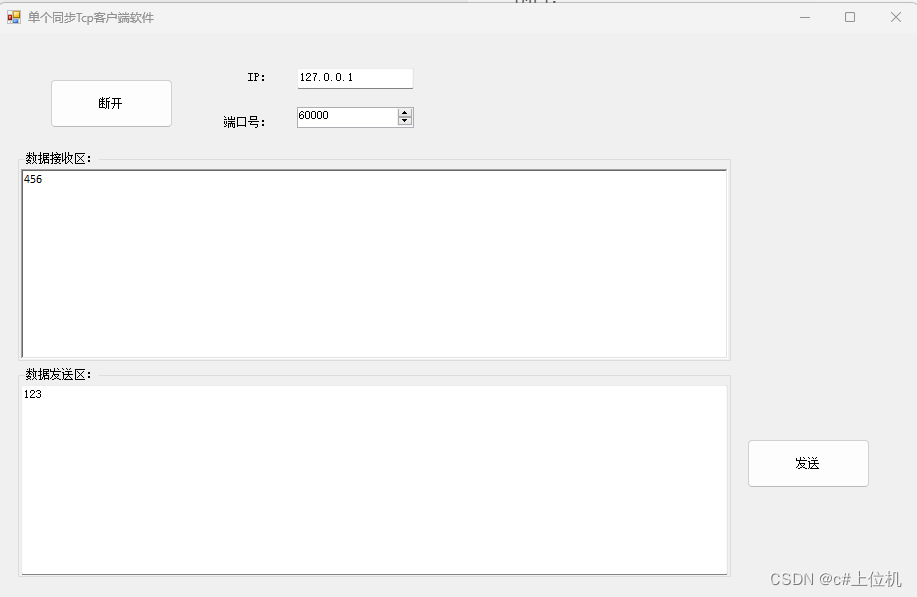 单个同步Tcp客户端软件
断开
IP:
127.0.0.1
端口号:
60000
数据接收区:
456
数据发送区:
123
发送
CSDN @c#上位机